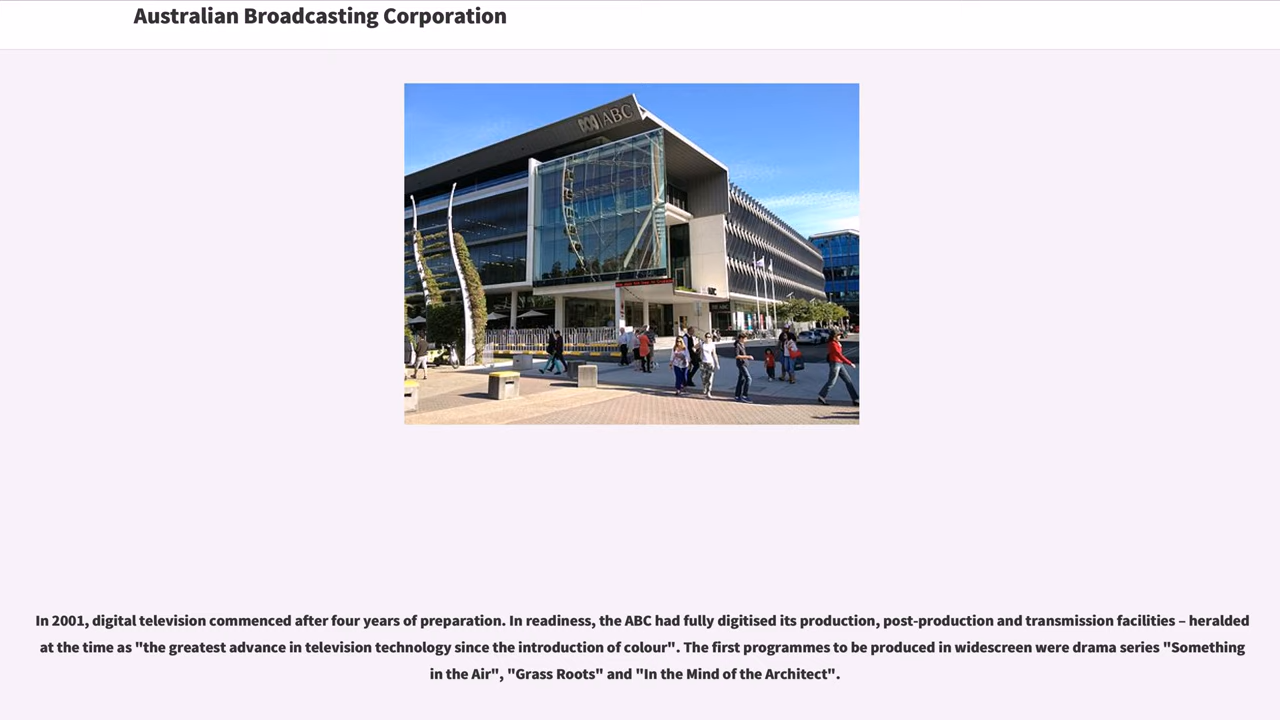 Australian Broadcasting Corporation
ABC
In 2001, digital television commenced after four years of preparation. In readiness, the ABC had fully digitised its production, post-production and transmission facilities – heralded
at the time as "the greatest advance in television technology since the introduction of colour". The first programmes to be produced in widescreen were drama series "Something
in the Air", "Grass Roots" and "In the Mind of the Architect".